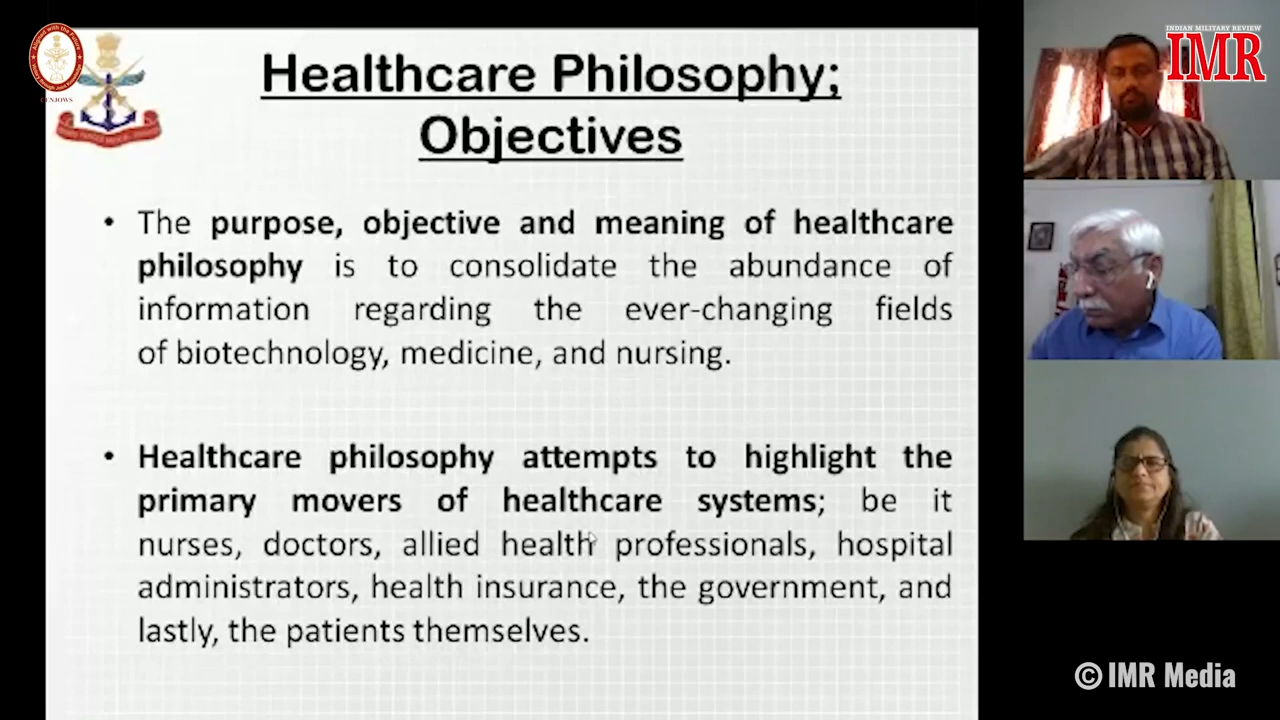 Healthcare Philosophy;
Objectives
• The purpose, objective and meaning of healthcare
philosophy is to consolidate the abundance of
information regarding the ever-changing fields
of biotechnology, medicine, and nursing.
• Healthcare philosophy attempts to highlight the
primary movers of healthcare systems; be it
nurses, doctors, allied health professionals, hospital
administrators, health insurance, the government, and
lastly, the patients themselves.
CENJOWS
INDIAN MILITARY REVIEW
IMR
© IMR Media